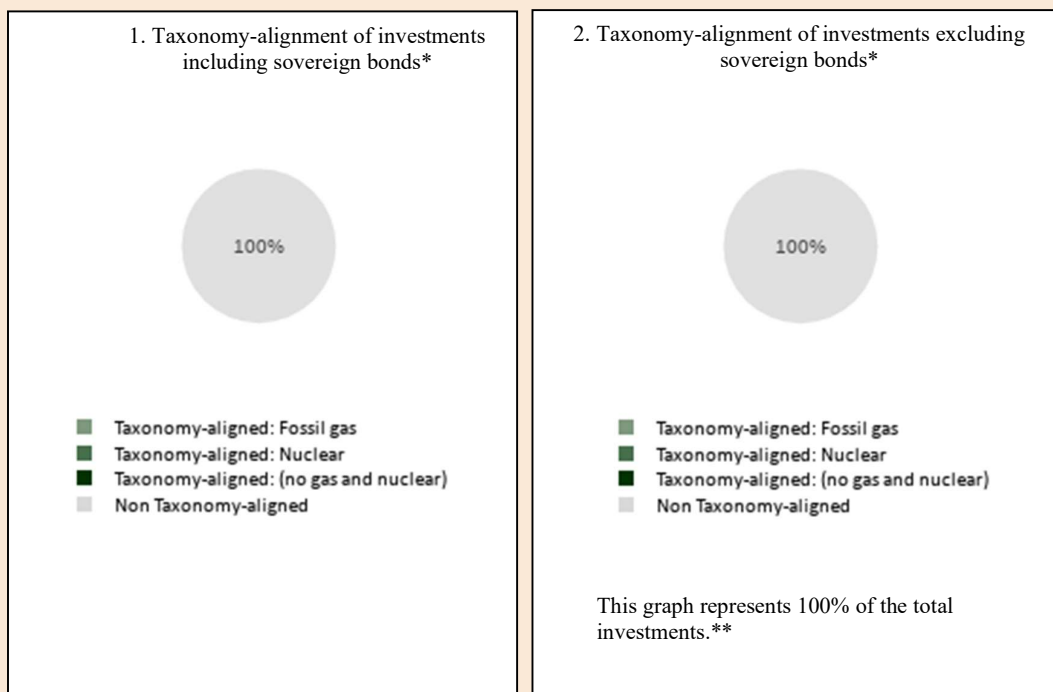 1. Taxonomy-alignment of investments
including sovereign bonds*
100%
Taxonomy-aligned: Fossil gas
Taxonomy-aligned: Nuclear
Taxonomy-aligned: (no gas and nuclear)
Non Taxonomy-aligned
2. Taxonomy-alignment of investments excluding
sovereign bonds*
100%
Taxonomy-aligned: Fossil gas
Taxonomy-aligned: Nuclear
Taxonomy-aligned: (no gas and nuclear)
Non Taxonomy-aligned
This graph represents 100% of the total
investments.**